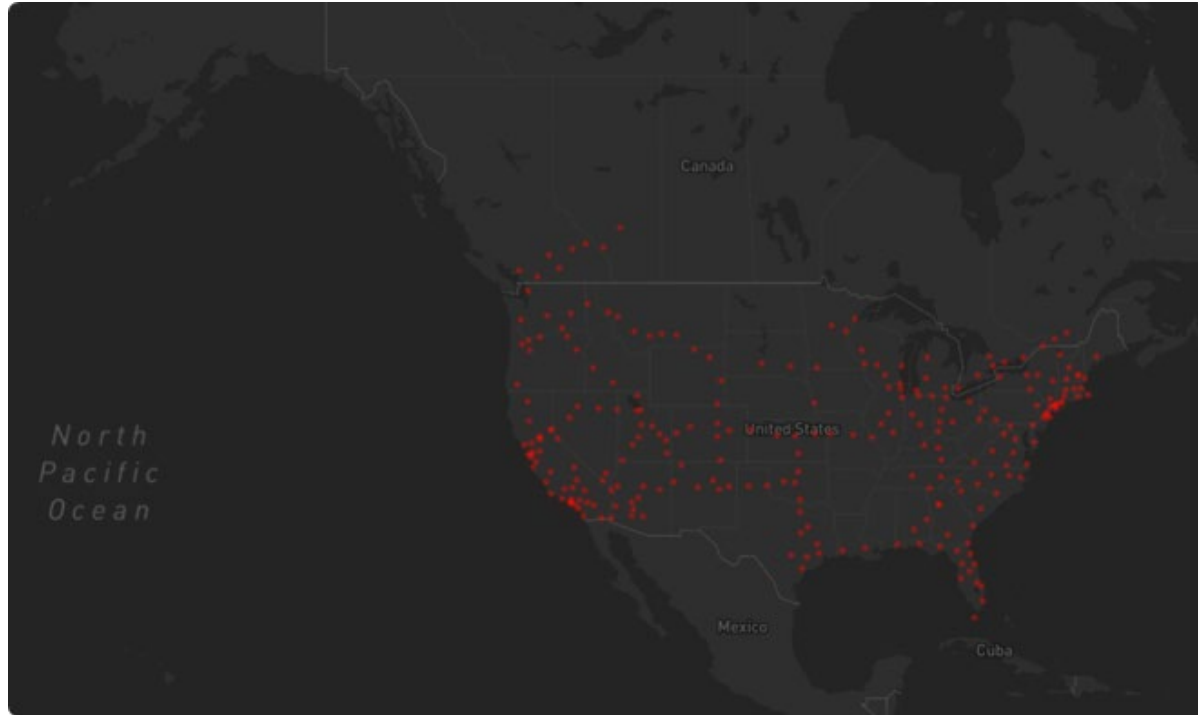 Canada
United States
North
Pacific
Ocean
Mexico
Cuba